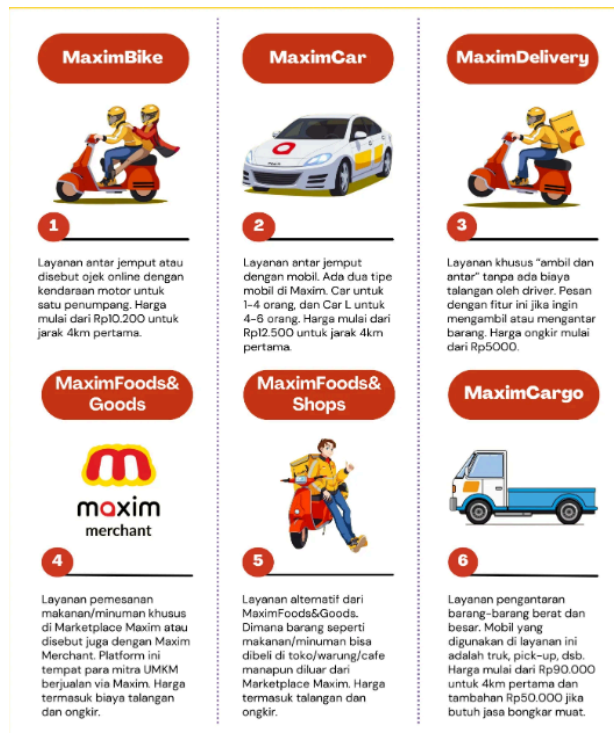 MaximBike
MaximCar
MaximDelivery
1
Layanan antar jemput atau
disebut ojek online dengan
kendaraan motor untuk
satu penumpang. Harga
mulai dari Rp10.200 untuk
jarak 4km pertama.
2
Layanan antar jemput
dengan mobil. Ada dua tipe
mobil di Maxim. Car untuk
1-4 orang, dan Car L untuk
4-6 orang. Harga mulai dari
Rp12.500 untuk jarak 4km
pertama.
3
Layanan khusus “ambil dan
antar” tanpa ada biaya
talangan oleh driver. Pesan
dengan fitur ini jika ingin
mengambil atau mengantar
barang. Harga ongkir mulai
dari Rp5000.
MaximFoods&
Goods
MaximFoods&
Shops
MaximCargo
maxim
merchant
4
Layanan pemesanan
makanan/minuman khusus
di Marketplace Maxim atau
disebut juga dengan Maxim
Merchant. Platform ini
tempat para mitra UMKM
berjualan via Maxim. Harga
termasuk biaya talangan
dan ongkir.
5
Layanan alternatif dari
MaximFoods&Goods.
Dimana barang seperti
makanan/minuman bisa
dibeli di toko/warung/cafe
manapun diluar dari
Marketplace Maxim. Harga
termasuk talangan dan
ongkir.
6
Layanan pengantaran
barang-barang berat dan
besar. Mobil yang
digunakan di layanan ini
adalah truk, pick-up, dsb.
Harga mulai dari Rp90.000
untuk 4km pertama dan
tambahan Rp50.000 jika
butuh jasa bongkar muat.